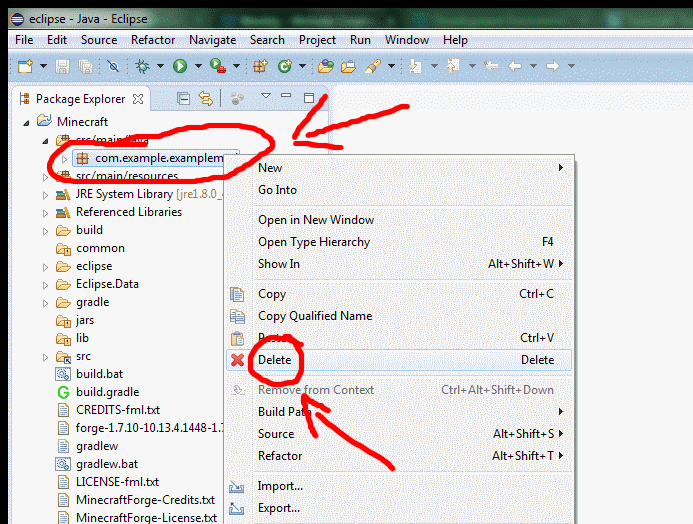 eclipse - Java - Eclipse
File Edit Source Refactor Navigate Search Project Run Window Help
Package Explorer
Minecraft
src/main/java
com.example.examplem
src/main/resources
JRE System Library [jre1.8.0_
Referenced Libraries
build
common
eclipse
Eclipse.Data
gradle
jars
lib
src
build.bat
build.gradle
CREDITS-fml.txt
forge-1.7.10-10.13.4.1448-1.7
gradlew
gradlew.bat
LICENSE-fml.txt
MinecraftForge-Credits.txt
MinecraftForge-License.txt
New
Go Into
Open in New Window
Open Type Hierarchy F4
Show In Alt+Shift+W
Copy Ctrl+C
Copy Qualified Name
Paste Ctrl+V
Delete Delete
Remove from Context Ctrl+Alt+Shift+Down
Build Path
Source Alt+Shift+S
Refactor Alt+Shift+T
Import...
Export...